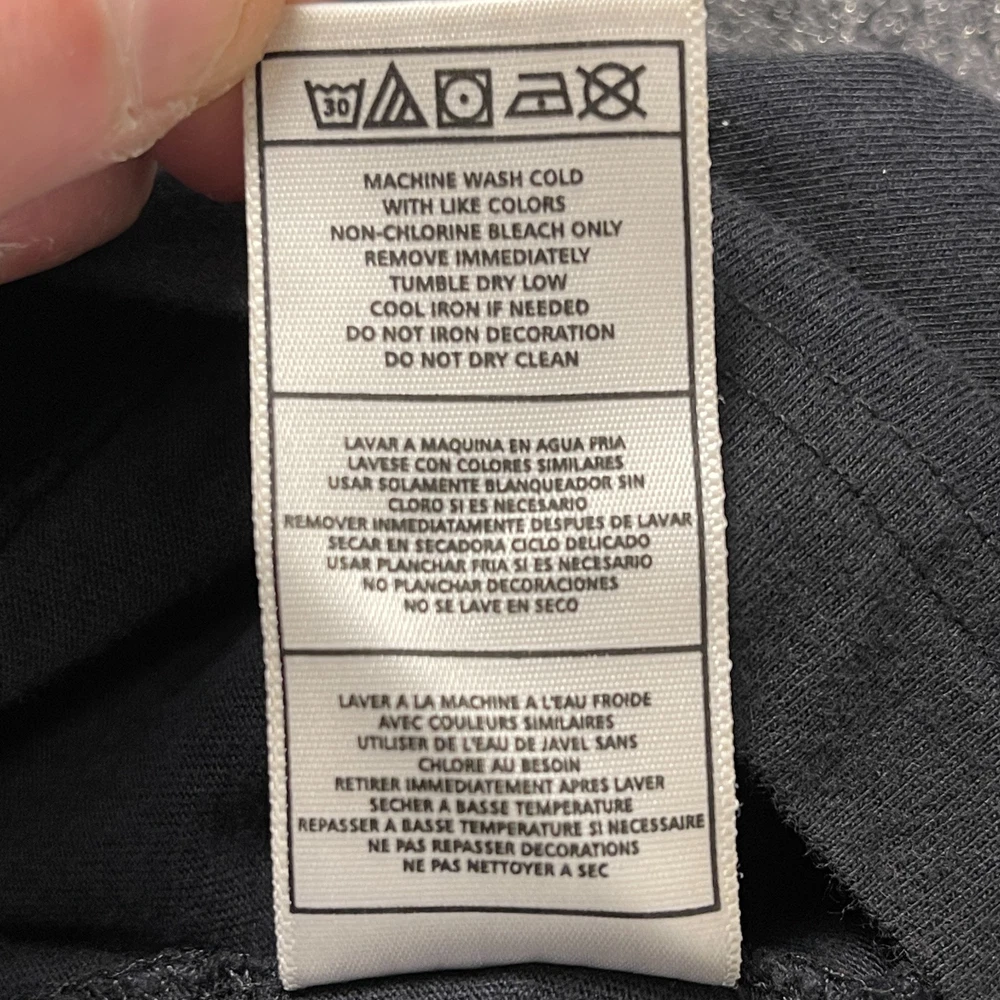 30
MACHINE WASH COLD
WITH LIKE COLORS
NON-CHLORINE BLEACH ONLY
REMOVE IMMEDIATELY
TUMBLE DRY LOW
COOL IRON IF NEEDED
DO NOT IRON DECORATION
DO NOT DRY CLEAN
LAVAR A MAQUINA EN AGUA FRIA
LAVESE CON COLORES SIMILARES
USAR SOLAMENTE BLANQUEADOR SIN
CLORO SI ES NECESARIO
REMOVER INMEDIATAMENTE DESPUES DE LAVAR
SECAR EN SECADORA CICLO DELICADO
USAR PLANCHAR FRIA SI ES NECESARIO
NO PLANCHAR DECORACIONES
NO SE LAVE EN SECO
LAVER A LA MACHINE A L'EAU FROIDE
AVEC COULEURS SIMILAIRES
UTILISER DE L'EAU DE JAVEL SANS
CHLORE AU BESOIN
RETIRER IMMEDIATEMENT APRES LAVER
SECHER A BASSE TEMPERATURE
REPASSER A BASSE TEMPERATURE SI NECESSAIRE
NE PAS REPASSER DECORATIONS
NE PAS NETTOYER A SEC